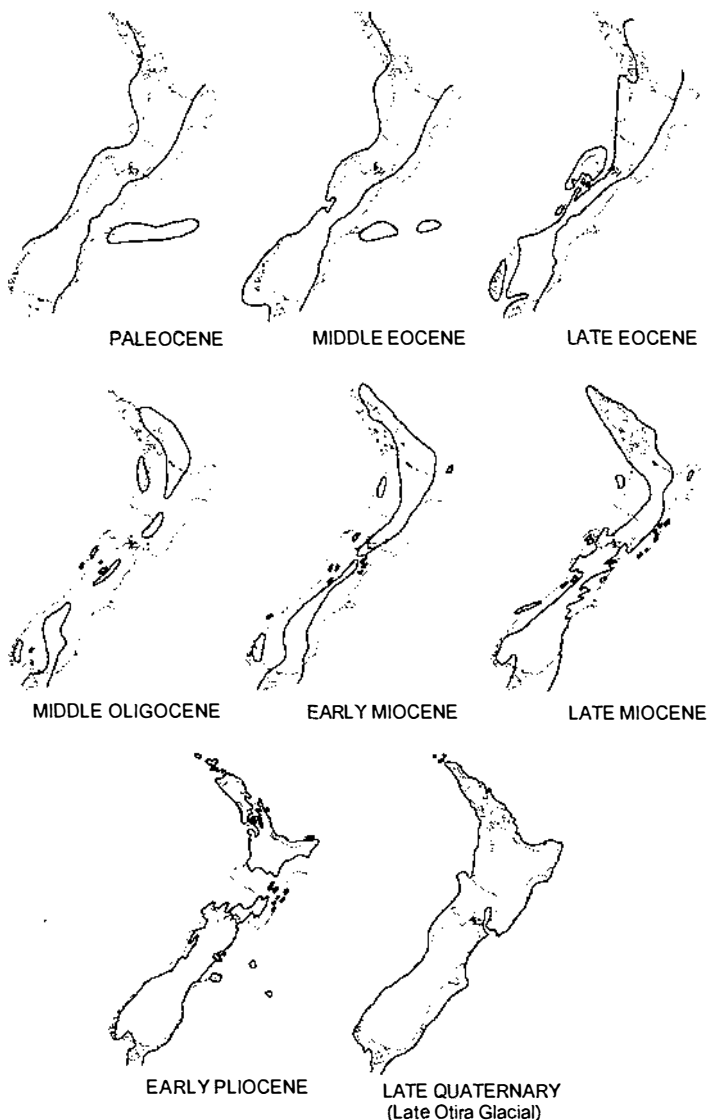 PALEOCENE
MIDDLE EOCENE
LATE EOCENE
MIDDLE OLIGOCENE
EARLY MIOCENE
LATE MIOCENE
EARLY PLIOCENE
LATE QUATERNARY
(Late Otira Glacial)